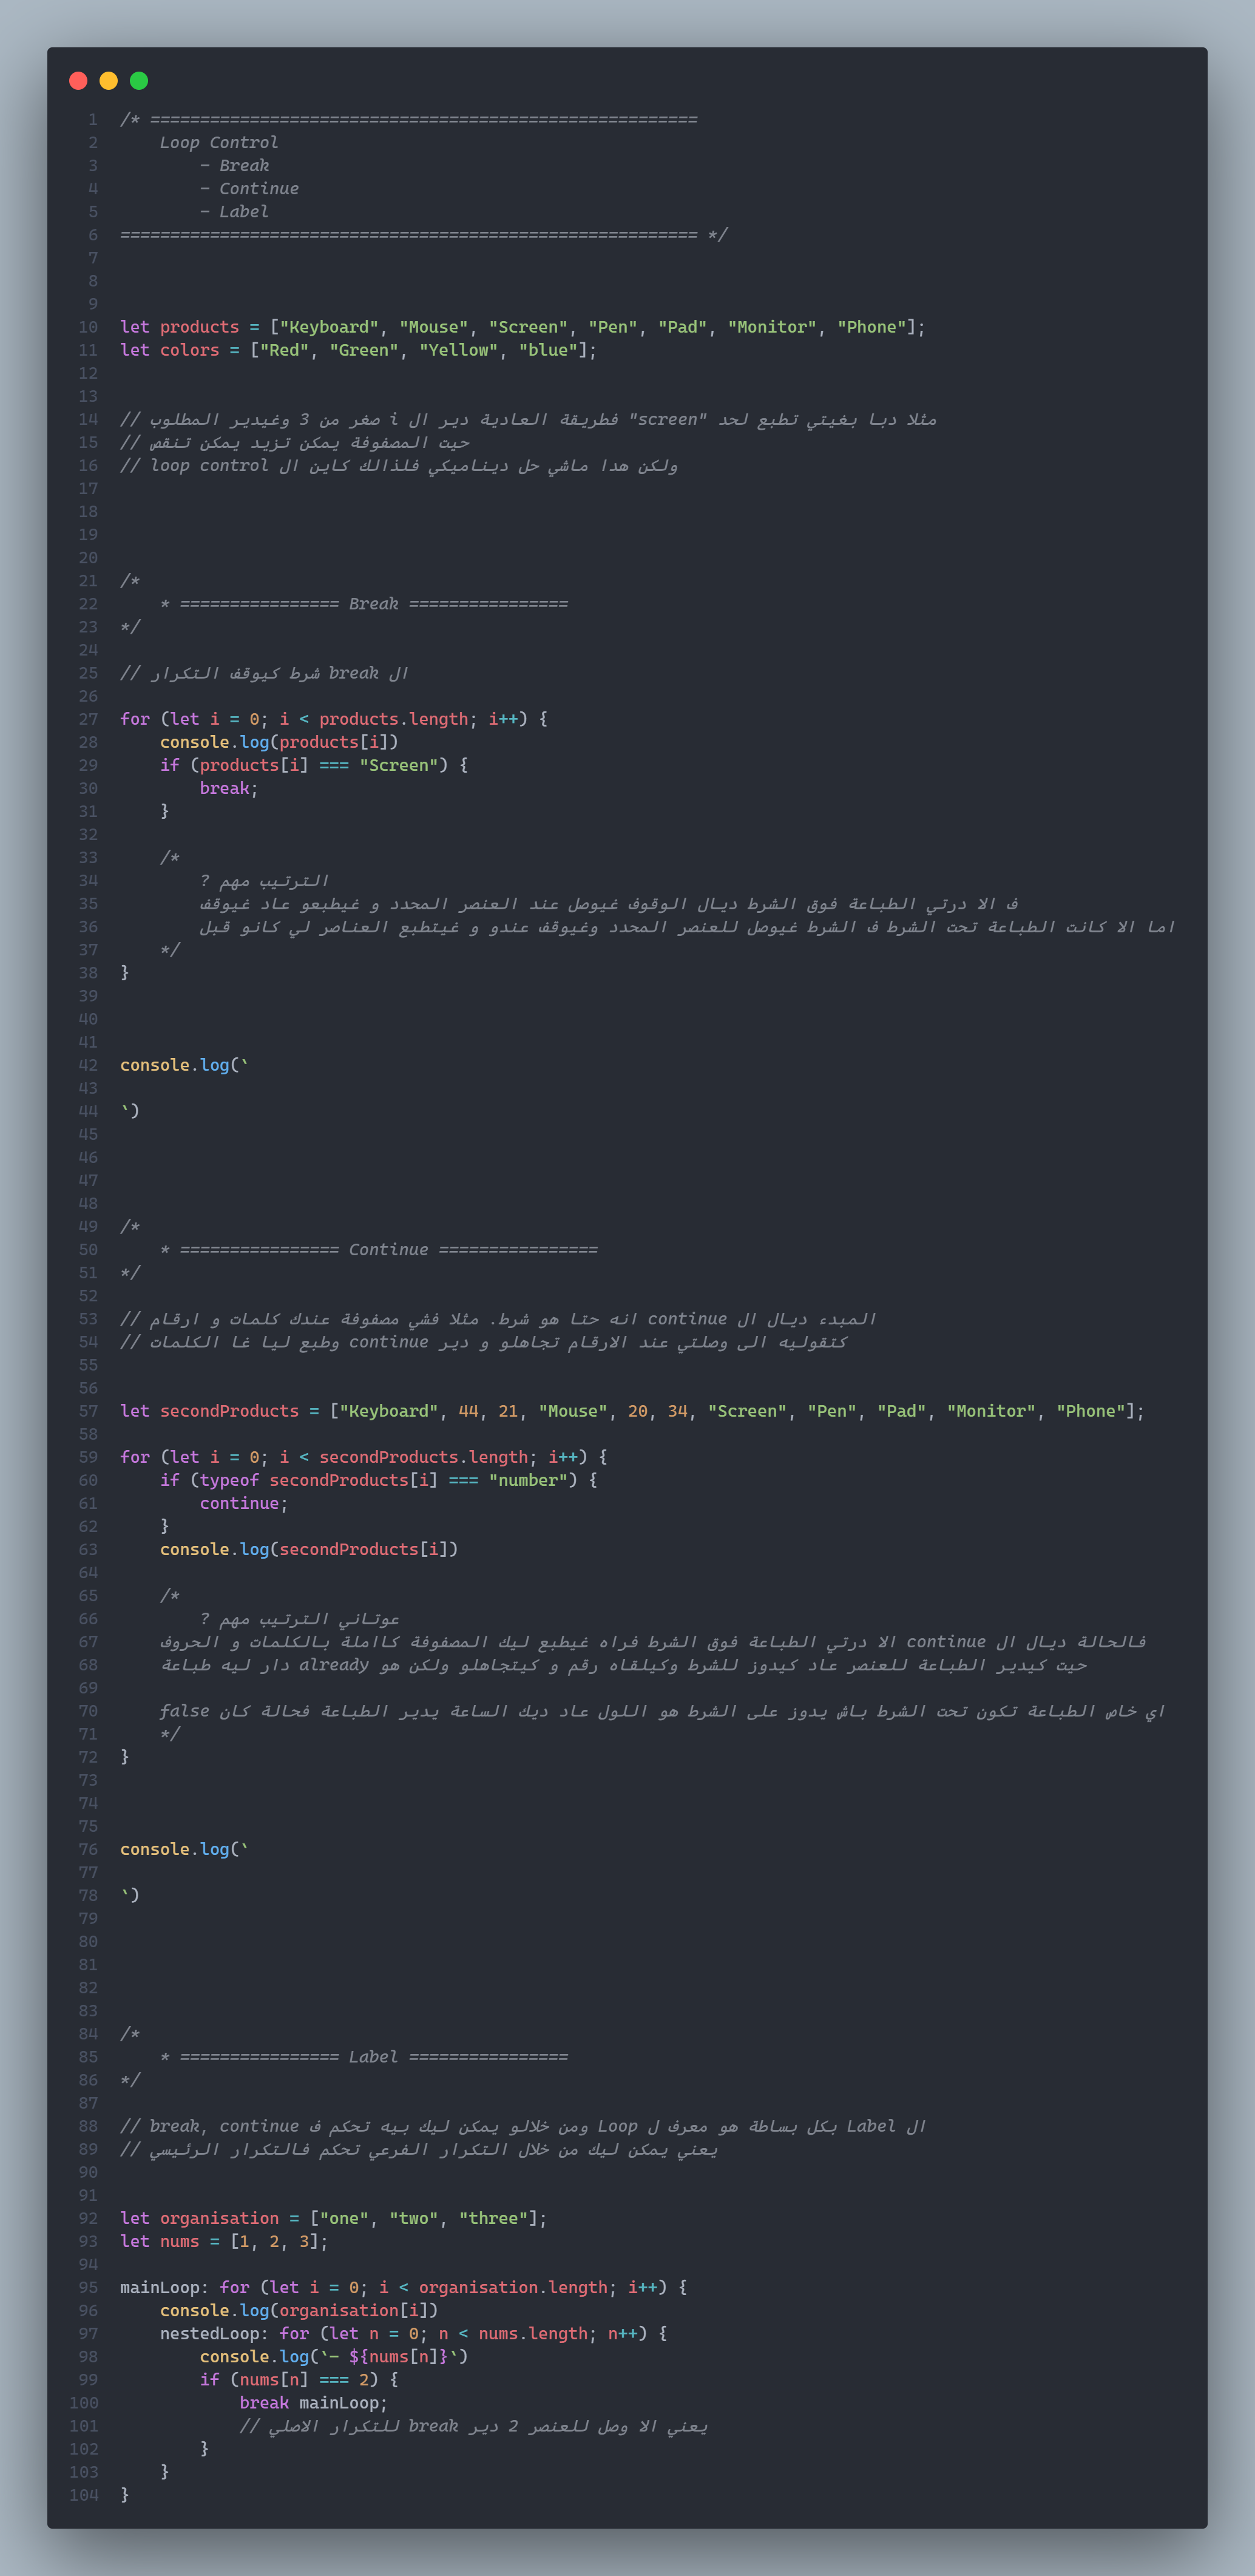 1 /* =======================================================
2     Loop Control
3         - Break
4         - Continue
5         - Label
6 ========================================================== */
7
8
9
10 let products = ["Keyboard", "Mouse", "Screen", "Pen", "Pad", "Monitor", "Phone"];
11 let colors = ["Red", "Green", "Yellow", "blue"];
12
13
14 // مثلا دبا بغيتي تطبع لحد "screen" فطريقة العادية دير ال i صغر من 3 وغيدير المطلوب
15 // حيت المصفوفة يمكن تزيد يمكن تنقص
16 // ولكن هدا ماشي حل ديناميكي فلذالك كاين ال loop control
17
18
19
20
21 /*
22     * ================ Break ================
23 */
24
25 // ال break شرط كيوقف التكرار
26
27 for (let i = 0; i < products.length; i++) {
28     console.log(products[i])
29     if (products[i] === "Screen") {
30         break;
31     }
32
33     /*
34         الترتيب مهم ?
35         ف الا درتي الطباعة فوق الشرط ديال الوقوف غيوصل عند العنصر المحدد و غيطبعو عاد غيوقف
36         اما الا كانت الطباعة تحت الشرط ف الشرط غيوصل للعنصر المحدد وغيوقف عندو و غيتطبع العناصر لي كانو قبل
37     */
38 }
39
40
41
42 console.log(`
43
44 `)
45
46
47
48
49 /*
50     * ================ Continue ================
51 */
52
53 // المبدء ديال ال continue انه حتا هو شرط. مثلا فشي مصفوفة عندك كلمات و ارقام
54 // كتقوليه الى وصلتي عند الارقام تجاهلو و دير continue وطبع ليا غا الكلمات
55
56
57 let secondProducts = ["Keyboard", 44, 21, "Mouse", 20, 34, "Screen", "Pen", "Pad", "Monitor", "Phone"];
58
59 for (let i = 0; i < secondProducts.length; i++) {
60     if (typeof secondProducts[i] === "number") {
61         continue;
62     }
63     console.log(secondProducts[i])
64
65     /*
66         عوتاني الترتيب مهم ?
67     فالحالة ديال ال continue الا درتي الطباعة فوق الشرط فراه غيطبع ليك المصفوفة كااملة بالكلمات و الحروف
68     حيت كيدير الطباعة للعنصر عاد كيدوز للشرط وكيلقاه رقم و كيتجاهلو ولكن هو already دار ليه طباعة
69
70     اي خاص الطباعة تكون تحت الشرط باش يدوز على الشرط هو اللول عاد ديك الساعة يدير الطباعة فحالة كان false
71     */
72 }
73
74
75
76 console.log(`
77
78 `)
79
80
81
82
83
84 /*
85     * ================ Label ================
86 */
87
88 // ال Label بكل بساطة هو معرف ل Loop ومن خلالو يمكن ليك بيه تحكم ف break, continue
89 // يعني يمكن ليك من خلال التكرار الفرعي تحكم فالتكرار الرئيسي
90
91
92 let organisation = ["one", "two", "three"];
93 let nums = [1, 2, 3];
94
95 mainLoop: for (let i = 0; i < organisation.length; i++) {
96     console.log(organisation[i])
97     nestedLoop: for (let n = 0; n < nums.length; n++) {
98         console.log(`- ${nums[n]}`)
99         if (nums[n] === 2) {
100             break mainLoop;
101             // يعني الا وصل للعنصر 2 دير break للتكرار الاصلي
102         }
103     }
104 }